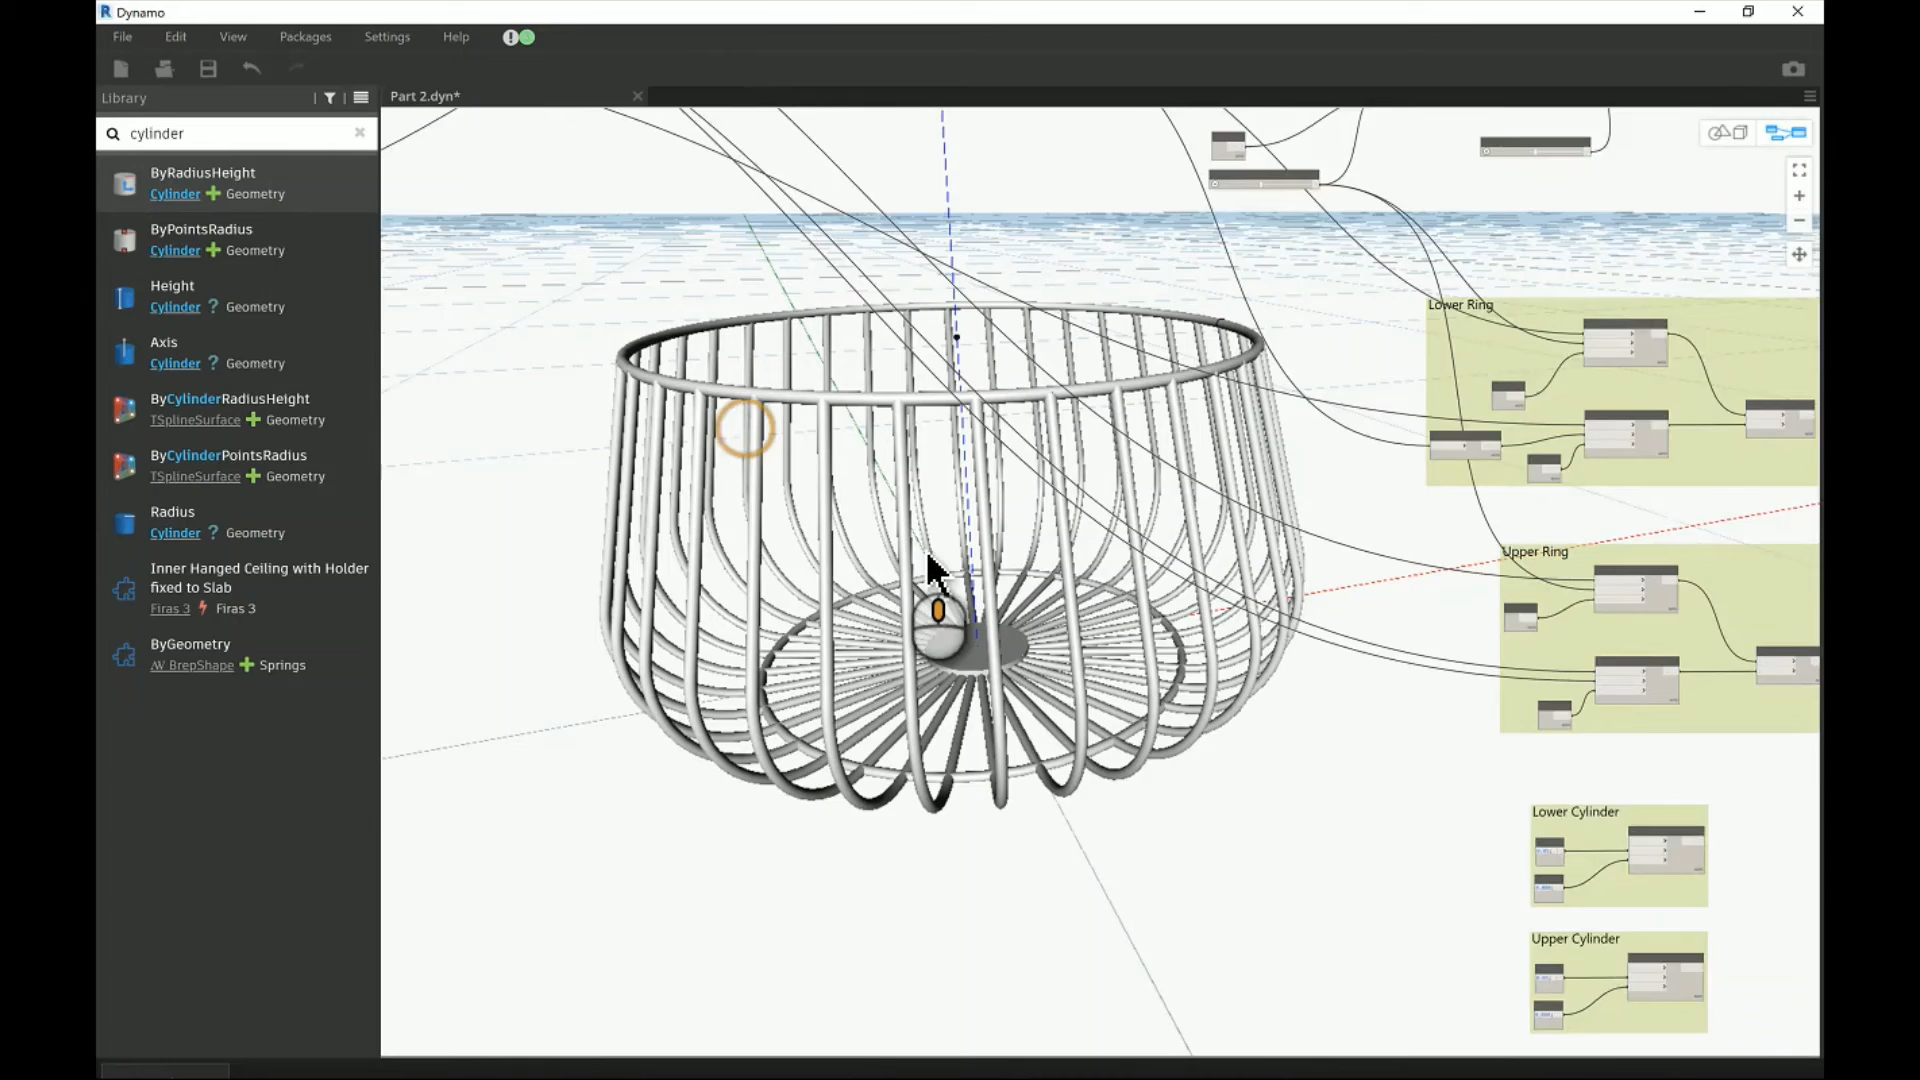 Dynamo
File Edit View Packages Settings Help
Library
Part 2.dyn*
cylinder
ByRadiusHeight
Cylinder Geometry
ByPointsRadius
Cylinder Geometry
Height
Cylinder ? Geometry
Axis
Cylinder ? Geometry
ByCylinderRadiusHeight
TSplineSurface Geometry
ByCylinderPointsRadius
TSplineSurface Geometry
Radius
Cylinder ? Geometry
Inner Hanged Ceiling with Holder
fixed to Slab
Firas 3 Firas 3
ByGeometry
BrepShape Springs
Lower Ring
Upper Ring
Lower Cylinder
Upper Cylinder